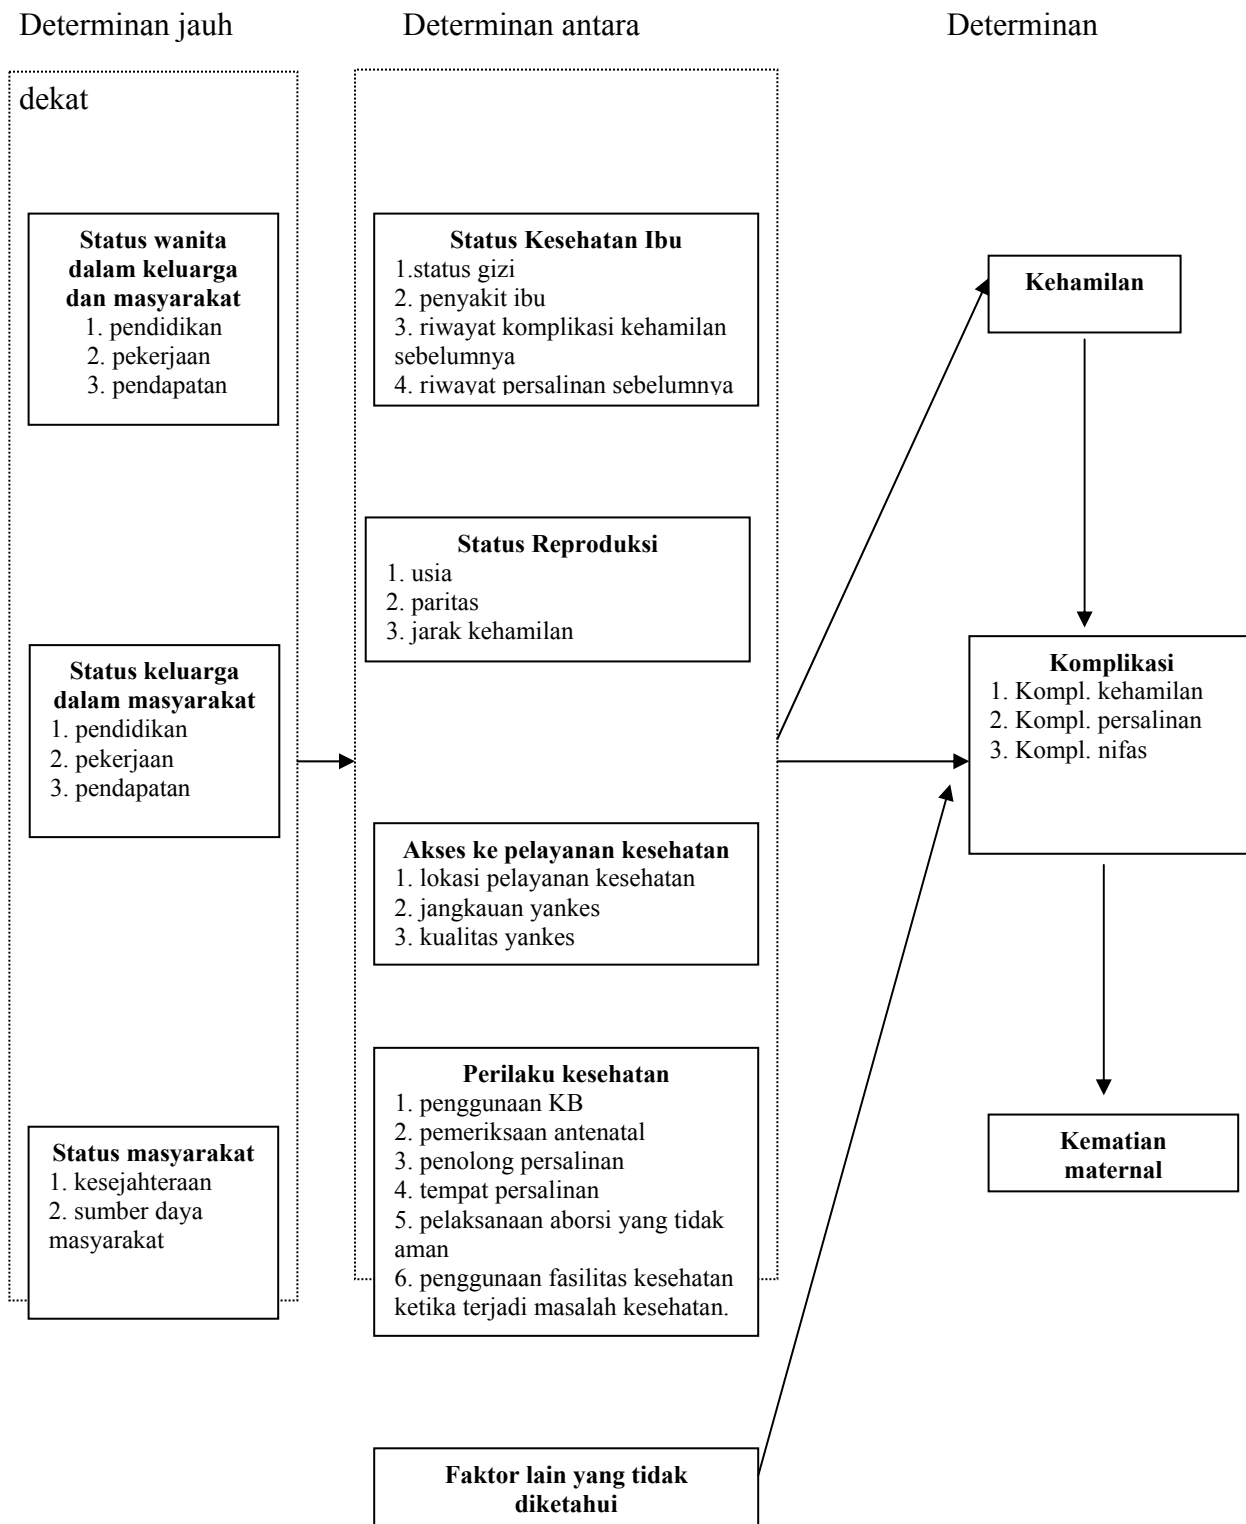 Determinan jauh
Determinan antara
Determinan
dekat
Status wanita
dalam keluarga
dan masyarakat
1. pendidikan
2. pekerjaan
3. pendapatan
Status keluarga
dalam masyarakat
1. pendidikan
2. pekerjaan
3. pendapatan
Status masyarakat
1. kesejahteraan
2. sumber daya
masyarakat
Status Kesehatan Ibu
1.status gizi
2. penyakit ibu
3. riwayat komplikasi kehamilan
sebelumnya
4. riwayat persalinan sebelumnya
Status Reproduksi
1. usia
2. paritas
3. jarak kehamilan
Akses ke pelayanan kesehatan
1. lokasi pelayanan kesehatan
2. jangkauan yankes
3. kualitas yankes
Perilaku kesehatan
1. penggunaan KB
2. pemeriksaan antenatal
3. penolong persalinan
4. tempat persalinan
5. pelaksanaan aborsi yang tidak
aman
6. penggunaan fasilitas kesehatan
ketika terjadi masalah kesehatan.
Faktor lain yang tidak
diketahui
Kehamilan
Komplikasi
1. Kompl. kehamilan
2. Kompl. persalinan
3. Kompl. nifas
Kematian
maternal